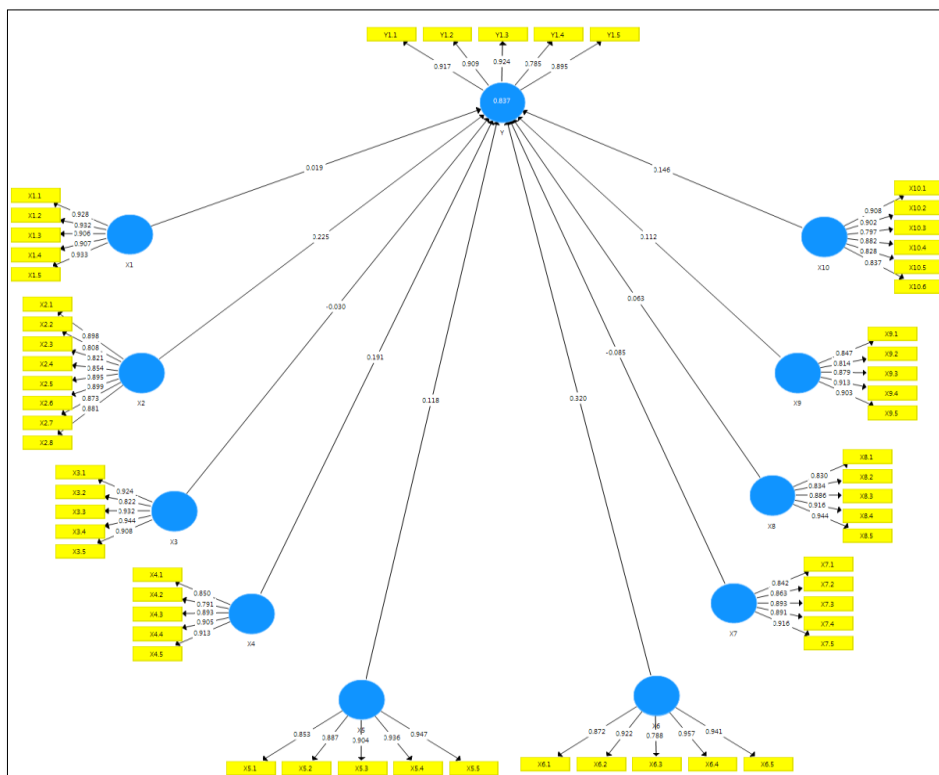 Y1.1 Y1.2 Y1.3 Y1.4 Y1.5
0.917 0.909 0.924 0.785 0.895
0.837
Y
0.019
0.225
-0.030
0.191
0.118
0.320
-0.085
0.063
0.112
0.146
X1.1
X1.2
X1.3
X1.4
X1.5
0.928
0.932
0.906
0.907
0.933
X1
X2.1
X2.2
X2.3
X2.4
X2.5
X2.6
X2.7
X2.8
0.898
0.808
0.821
0.854
0.895
0.899
0.873
0.881
X2
X3.1
X3.2
X3.3
X3.4
X3.5
0.924
0.822
0.932
0.944
0.908
X3
X4.1
X4.2
X4.3
X4.4
X4.5
0.850
0.791
0.893
0.905
0.913
X4
X5
0.853 0.887 0.904 0.936 0.947
X5.1 X5.2 X5.3 X5.4 X5.5
X6
0.872 0.922 0.788 0.957 0.941
X6.1 X6.2 X6.3 X6.4 X6.5
X7.1
X7.2
X7.3
X7.4
X7.5
0.842
0.863
0.893
0.891
0.916
X7
X8.1
X8.2
X8.3
X8.4
X8.5
0.830
0.834
0.886
0.916
0.944
X8
X9.1
X9.2
X9.3
X9.4
X9.5
0.847
0.814
0.879
0.913
0.903
X9
X10.1
X10.2
X10.3
X10.4
X10.5
X10.6
0.908
0.902
0.797
0.882
0.828
0.837
X10